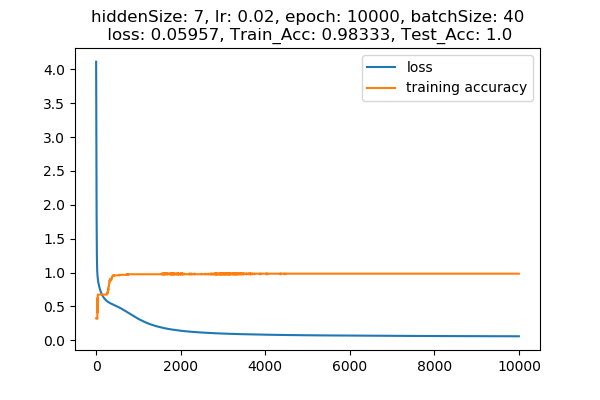 hiddenSize: 7, lr: 0.02, epoch: 10000, batchSize: 40
loss: 0.05957, Train_Acc: 0.98333, Test_Acc: 1.0
loss
training accuracy
4.0
3.5
3.0
2.5
2.0
1.5
1.0
0.5
0.0
0 2000 4000 6000 8000 10000